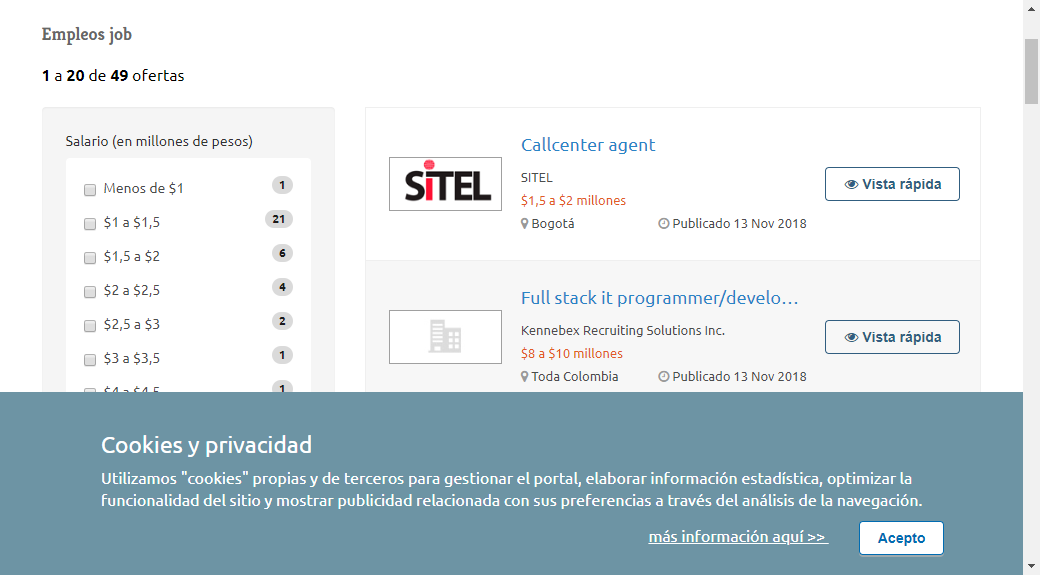 Empleos job
1 a 20 de 49 ofertas
Salario (en millones de pesos)
Menos de $1 1
$1 a $1,5 21
$1,5 a $2 6
$2 a $2,5 4
$2,5 a $3 2
$3 a $3,5 1
$4 a $4,5 1
SiTEL
Callcenter agent
SITEL
$1,5 a $2 millones
Bogotá
Publicado 13 Nov 2018
Vista rápida
Full stack it programmer/develo…
Kennebex Recruiting Solutions Inc.
$8 a $10 millones
Toda Colombia
Publicado 13 Nov 2018
Vista rápida
Cookies y privacidad
Utilizamos "cookies" propias y de terceros para gestionar el portal, elaborar información estadística, optimizar la
funcionalidad del sitio y mostrar publicidad relacionada con sus preferencias a través del análisis de la navegación.
más información aquí >>
Acepto